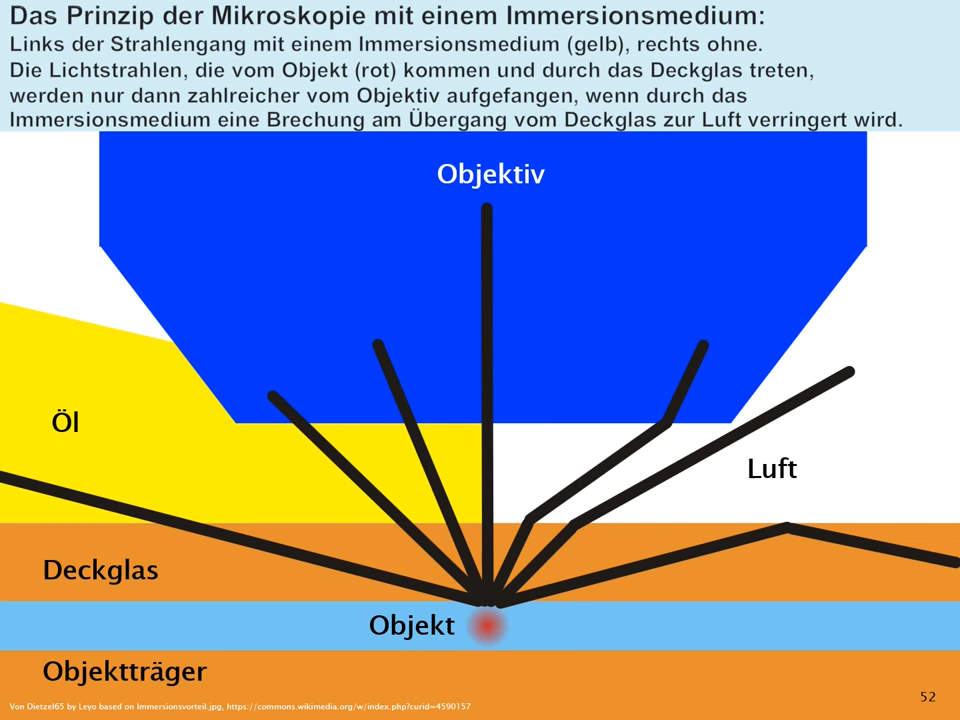 Das Prinzip der Mikroskopie mit einem Immersionsmedium:
Links der Strahlengang mit einem Immersionsmedium (gelb), rechts ohne.
Die Lichtstrahlen, die vom Objekt (rot) kommen und durch das Deckglas treten,
werden nur dann zahlreicher vom Objektiv aufgefangen, wenn durch das
Immersionsmedium eine Brechung am Übergang vom Deckglas zur Luft verringert wird.
Objektiv
Öl
Luft
Deckglas
Objekt
Objektträger
52
Von Dietzel65 by Leyo based on Immersionsvorteil.jpg, https://commons.wikimedia.org/w/index.php?curid=4590157